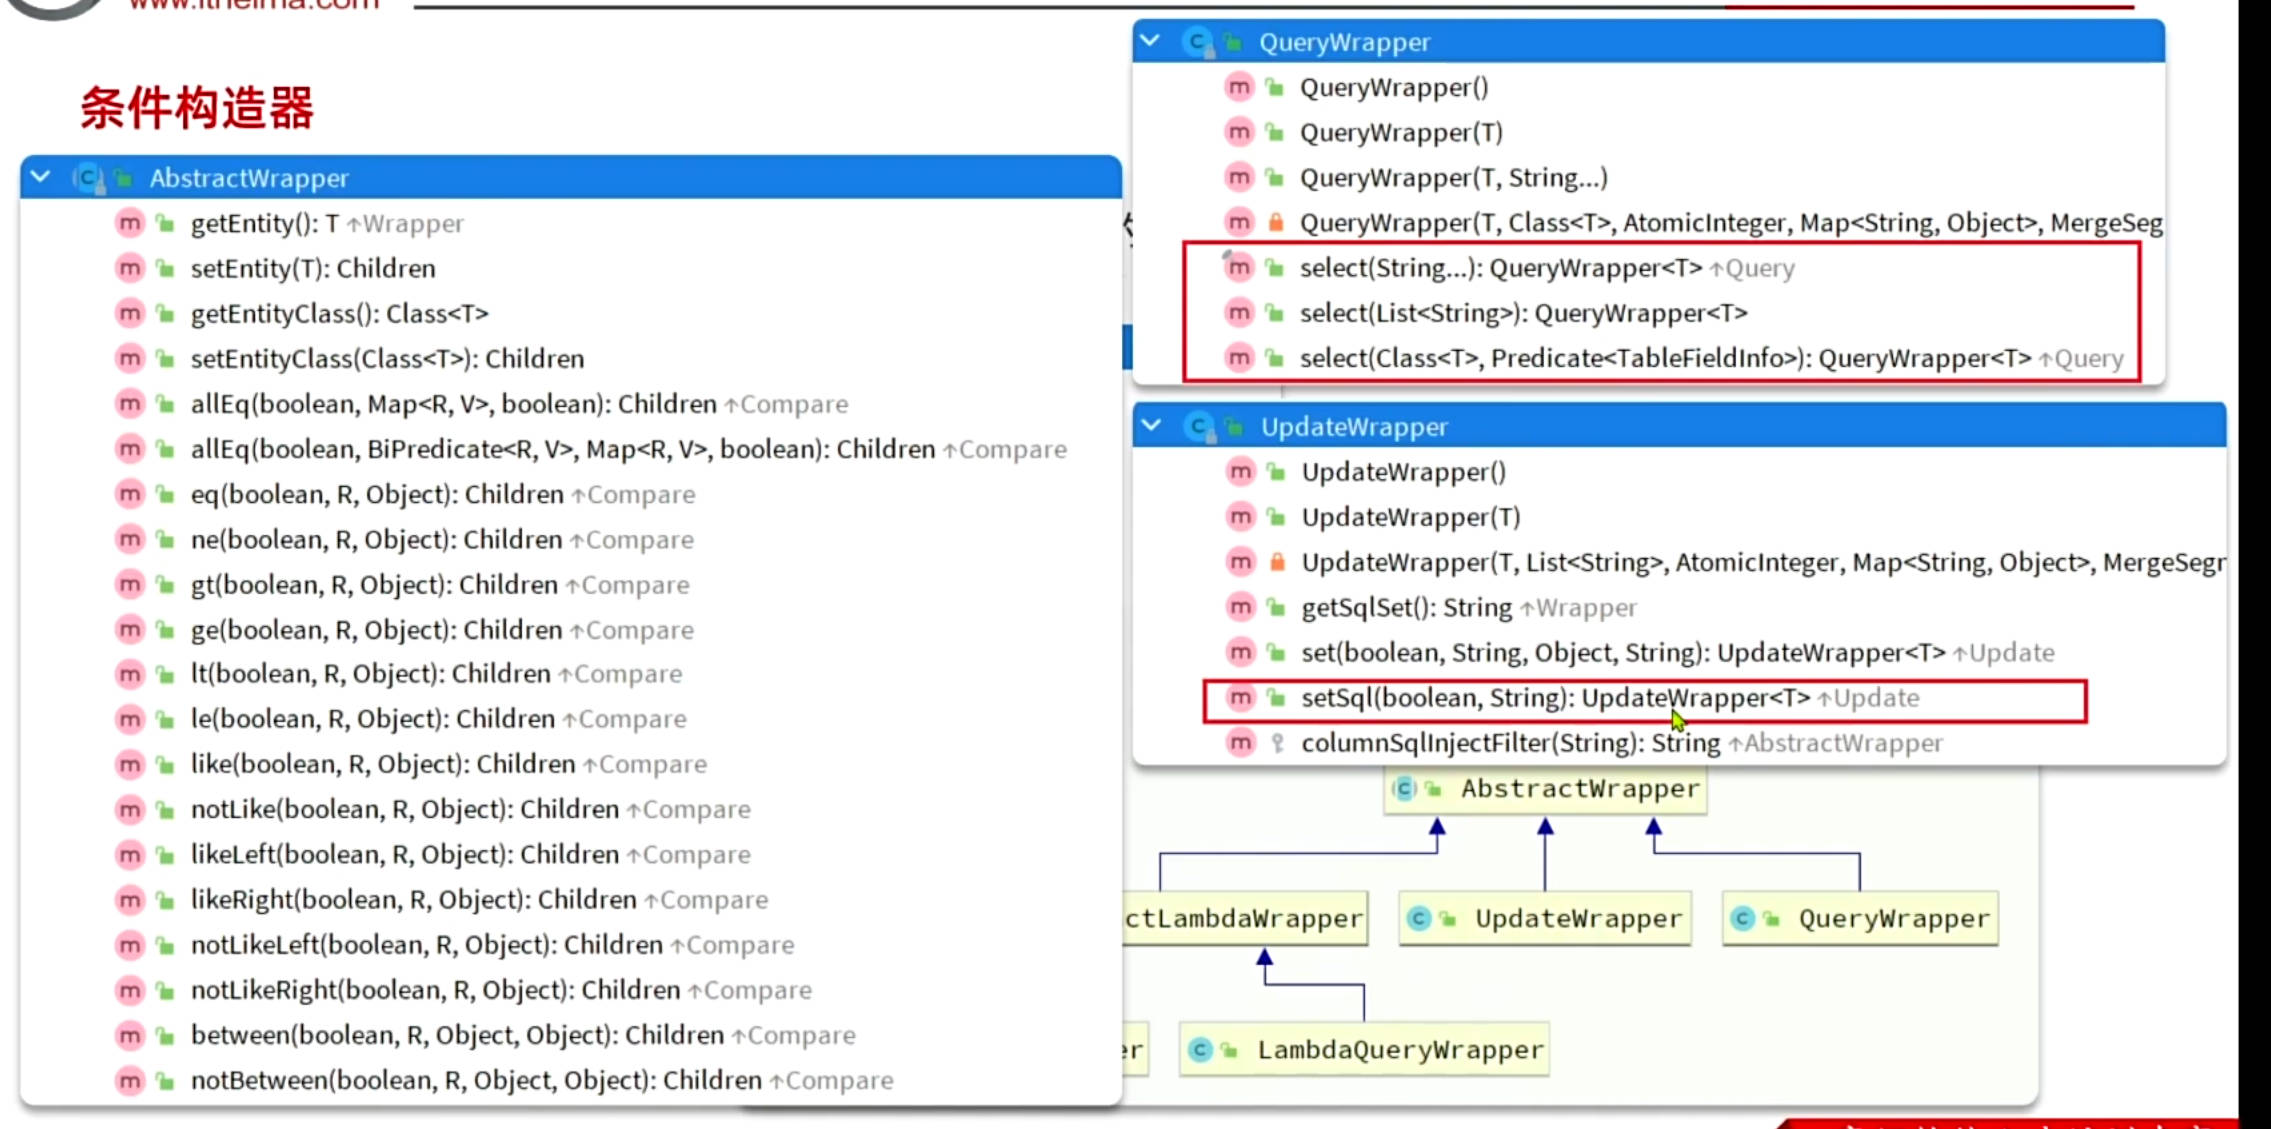 www.itheima.com
条件构造器
AbstractWrapper
getEntity(): T ↑Wrapper
setEntity(T): Children
getEntityClass(): Class<T>
setEntityClass(Class<T>): Children
allEq(boolean, Map<R, V>, boolean): Children ↑Compare
allEq(boolean, BiPredicate<R, V>, Map<R, V>, boolean): Children ↑Compare
eq(boolean, R, Object): Children ↑Compare
ne(boolean, R, Object): Children ↑Compare
gt(boolean, R, Object): Children ↑Compare
ge(boolean, R, Object): Children ↑Compare
lt(boolean, R, Object): Children ↑Compare
le(boolean, R, Object): Children ↑Compare
like(boolean, R, Object): Children ↑Compare
notLike(boolean, R, Object): Children ↑Compare
likeLeft(boolean, R, Object): Children ↑Compare
likeRight(boolean, R, Object): Children ↑Compare
notLikeLeft(boolean, R, Object): Children ↑Compare
notLikeRight(boolean, R, Object): Children ↑Compare
between(boolean, R, Object, Object): Children ↑Compare
notBetween(boolean, R, Object, Object): Children ↑Compare
QueryWrapper
QueryWrapper()
QueryWrapper(T)
QueryWrapper(T, String...)
QueryWrapper(T, Class<T>, AtomicInteger, Map<String, Object>, MergeSeg
select(String...): QueryWrapper<T> ↑Query
select(List<String>): QueryWrapper<T>
select(Class<T>, Predicate<TableFieldInfo>): QueryWrapper<T> ↑Query
UpdateWrapper
UpdateWrapper()
UpdateWrapper(T)
UpdateWrapper(T, List<String>, AtomicInteger, Map<String, Object>, MergeSegr
getSqlSet(): String ↑Wrapper
set(boolean, String, Object, String): UpdateWrapper<T> ↑Update
setSql(boolean, String): UpdateWrapper<T> ↑Update
columnSqlInjectFilter(String): String ↑AbstractWrapper
AbstractWrapper
ctLambdaWrapper
UpdateWrapper
QueryWrapper
er
LambdaQueryWrapper